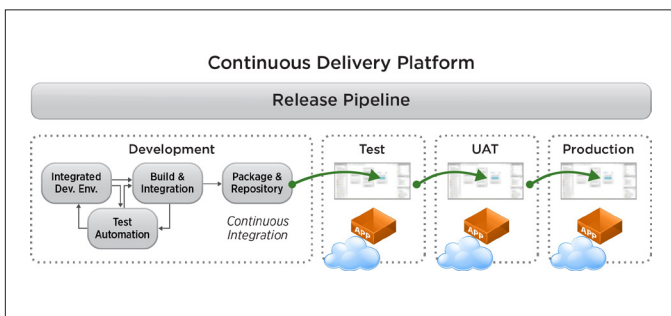 Continuous Delivery Platform
Release Pipeline
Development
Integrated
Dev. Env.
Build &
Integration
Package &
Repository
Test
Automation
Continuous
Integration
Test
APP
UAT
APP
Production
APP